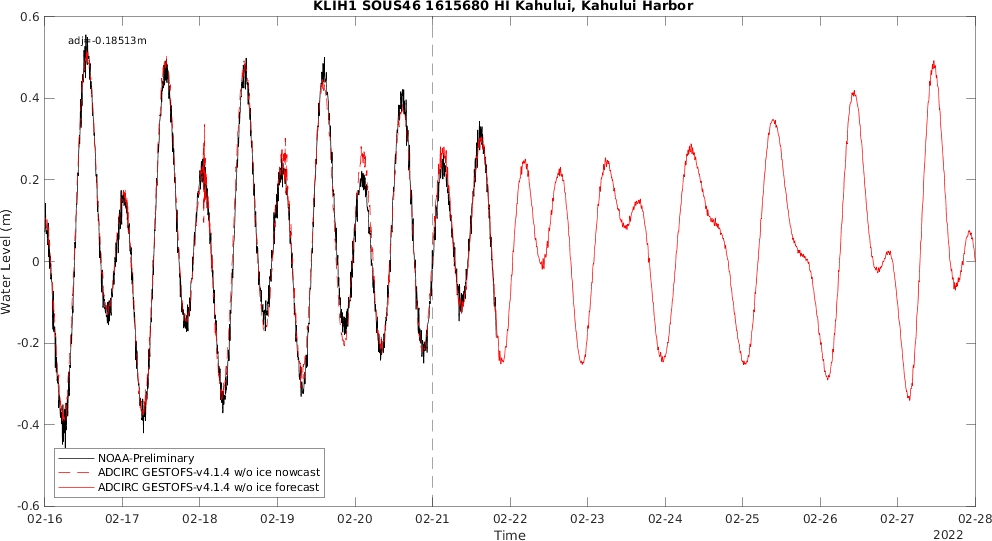 KLIH1 SOUS46 1615680 HI Kahului, Kahului Harbor
adj=-0.18513m
0.6
0.4
0.2
0
-0.2
-0.4
-0.6
Water Level (m)
NOAA-Preliminary
ADCIRC GESTOFS-v4.1.4 w/o ice nowcast
ADCIRC GESTOFS-v4.1.4 w/o ice forecast
02-16 02-17 02-18 02-19 02-20 02-21 02-22 02-23 02-24 02-25 02-26 02-27 02-28
Time
2022